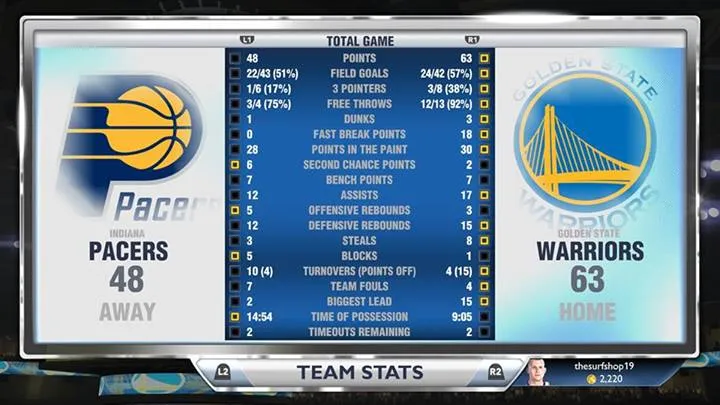 L1 TOTAL GAME R1
48 POINTS 63
22/43 (51%) FIELD GOALS 24/42 (57%)
1/6 (17%) 3 POINTERS 3/8 (38%)
3/4 (75%) FREE THROWS 12/13 (92%)
1 DUNKS 3
0 FAST BREAK POINTS 18
28 POINTS IN THE PAINT 30
6 SECOND CHANCE POINTS 2
7 BENCH POINTS 7
12 ASSISTS 17
5 OFFENSIVE REBOUNDS 3
12 DEFENSIVE REBOUNDS 15
3 STEALS 8
5 BLOCKS 1
10 (4) TURNOVERS (POINTS OFF) 4 (15)
7 TEAM FOULS 4
2 BIGGEST LEAD 15
14:54 TIME OF POSSESSION 9:05
2 TIMEOUTS REMAINING 2
Pacers
INDIANA
PACERS
48
AWAY
GOLDEN STATE
WARRIORS
GOLDEN STATE
WARRIORS
63
HOME
L2 TEAM STATS R2
thesurfshop19
2,220